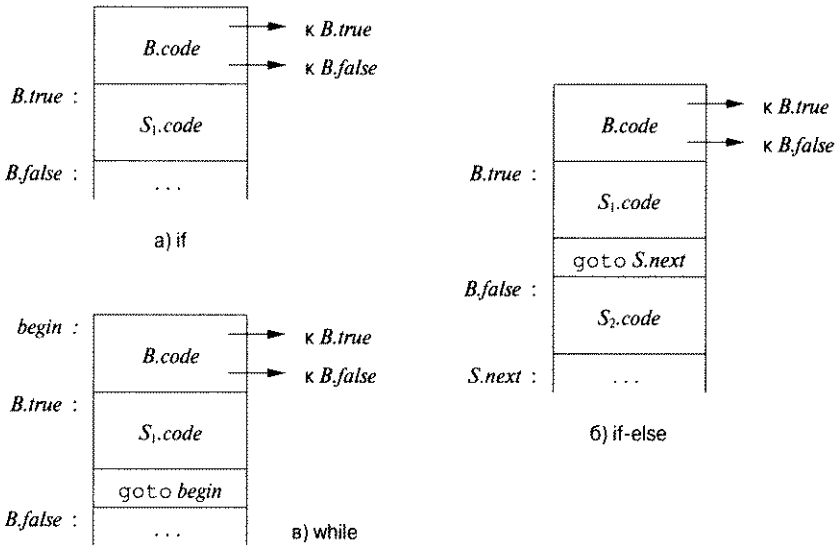 B.code
к B.true
к B.false
B.true :
S₁.code
B.false :
. . .
а) if
B.code
к B.true
к B.false
B.true :
S₁.code
goto S.next
B.false :
S₂.code
S.next :
. . .
б) if-else
begin :
B.code
к B.true
к B.false
B.true :
S₁.code
goto begin
B.false :
. . .
в) while